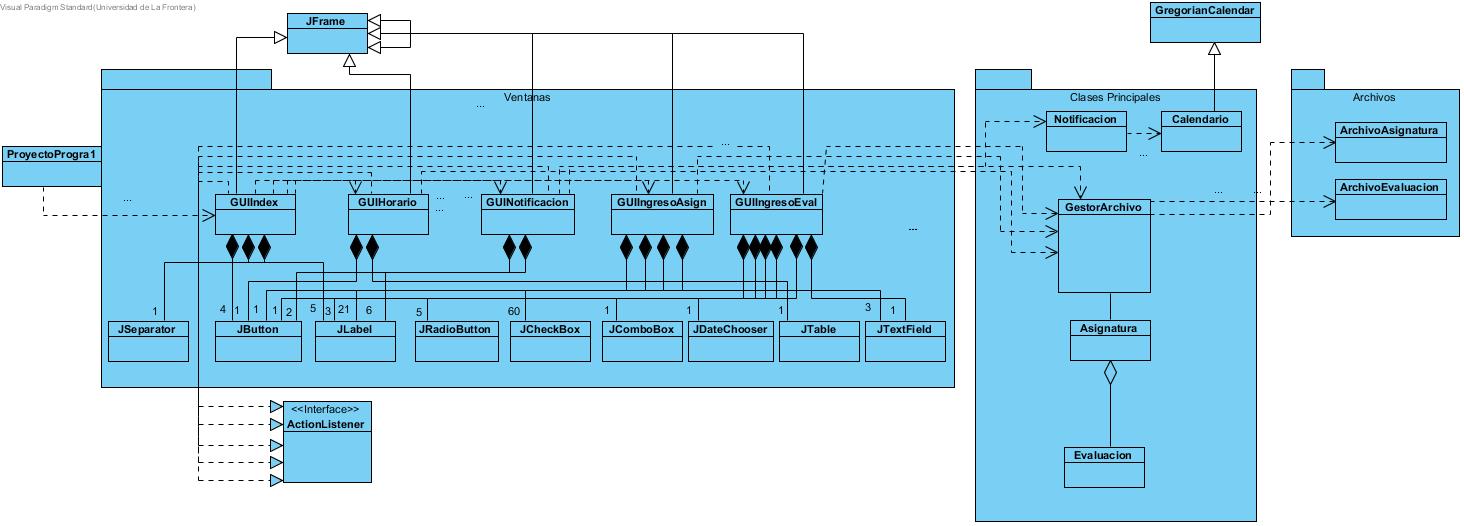 Visual Paradigm Standard(Universidad de La Frontera)
JFrame
GregorianCalendar
Ventanas
...
Clases Principales
Archivos
Notificacion
Calendario
ArchivoAsignatura
ProyectoProgra1
...
...
ArchivoEvaluacion
...
...
...
...
...
...
GUIIndex
GUIHorario
GUINotificacion
GUIIngresoAsign
GUIIngresoEval
GestorArchivo
...
1
4
1
1
1
2
5
3
21
6
5
60
1
1
1
3
1
JSeparator
JButton
JLabel
JRadioButton
JCheckBox
JComboBox
JDateChooser
JTable
JTextField
Asignatura
<<Interface>>
ActionListener
Evaluacion